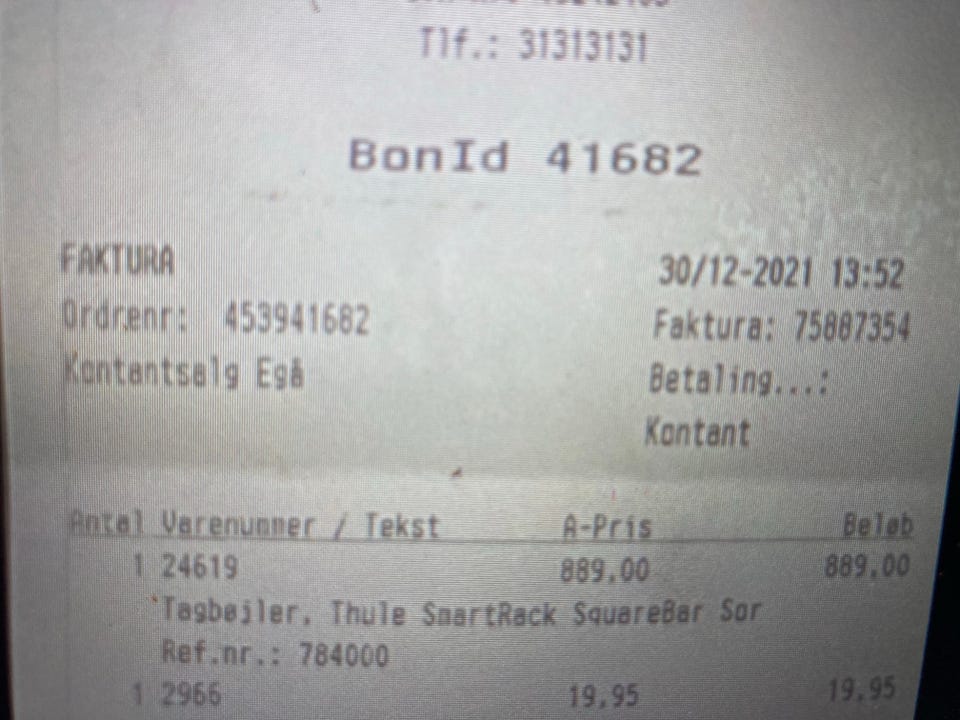 Tlf.: 31313131
BonId 41682
FAKTURA 30/12-2021 13:52
Ordrenr: 453941682 Faktura: 75887354
Kontantsalg Egå Betaling...:
Kontant
Antal Varenummer / Tekst A-Pris Beløb
1 24619 889,00 889,00
Tagbøjler, Thule SmartRack SquareBar Sor
Ref.nr.: 784000
1 2966 19,95 19,95